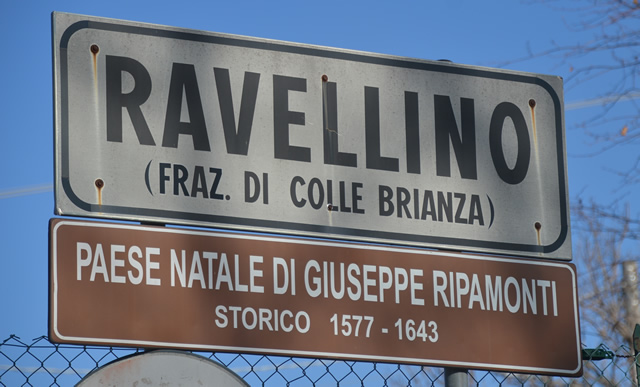 RAVELLINO
(FRAZ. DI COLLE BRIANZA)
PAESE NATALE DI GIUSEPPE RIPAMONTI
STORICO 1577 - 1643